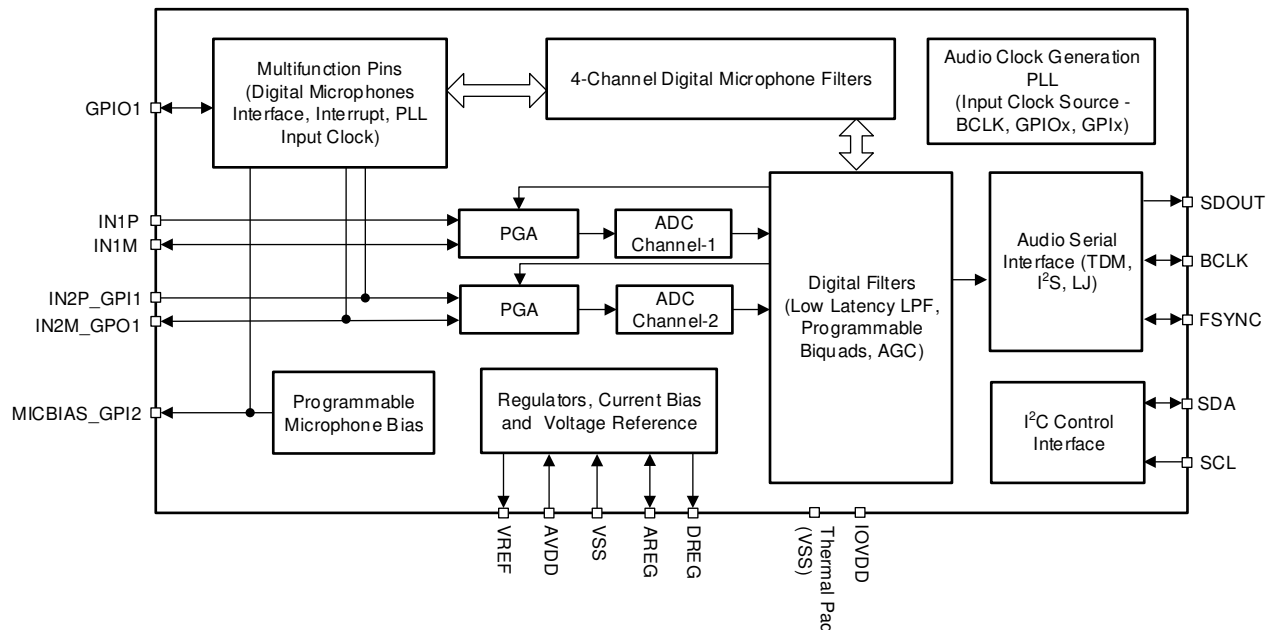 Multifunction Pins
(Digital Microphones
Interface, Interrupt, PLL
Input Clock)
4-Channel Digital Microphone Filters
Audio Clock Generation
PLL
(Input Clock Source -
BCLK, GPIOx, GPIx)
GPIO1
IN1P
IN1M
IN2P_GPI1
IN2M_GPO1
MICBIAS_GPI2
PGA
ADC
Channel-1
PGA
ADC
Channel-2
Digital Filters
(Low Latency LPF,
Programmable
Biquads, AGC)
Audio Serial
Interface (TDM,
I²S, LJ)
SDOUT
BCLK
FSYNC
Programmable
Microphone Bias
Regulators, Current Bias
and Voltage Reference
I²C Control
Interface
SDA
SCL
VREF
AVDD
VSS
AREG
DREG
Thermal Pad
(VSS)
IOVDD